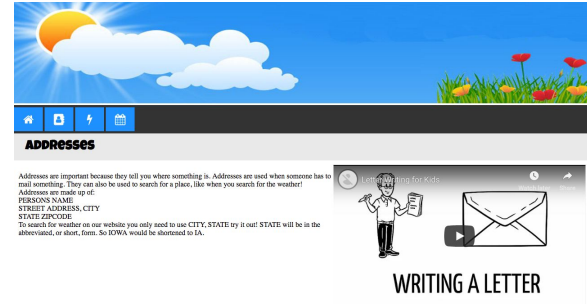 ADDRESSES
Addresses are important because they tell you where something is. Addresses are used when someone has to
mail something. They can also be used to search for a place, like when you search for the weather!
Addresses are made up of:
PERSONS NAME
STREET ADDRESS, CITY
STATE ZIPCODE
To search for weather on our website you only need to use CITY, STATE try it out! STATE will be in the
abbreviated, or short, form. So IOWA would be shortened to IA.
Letter Writing for Kids
Share
WRITING A LETTER